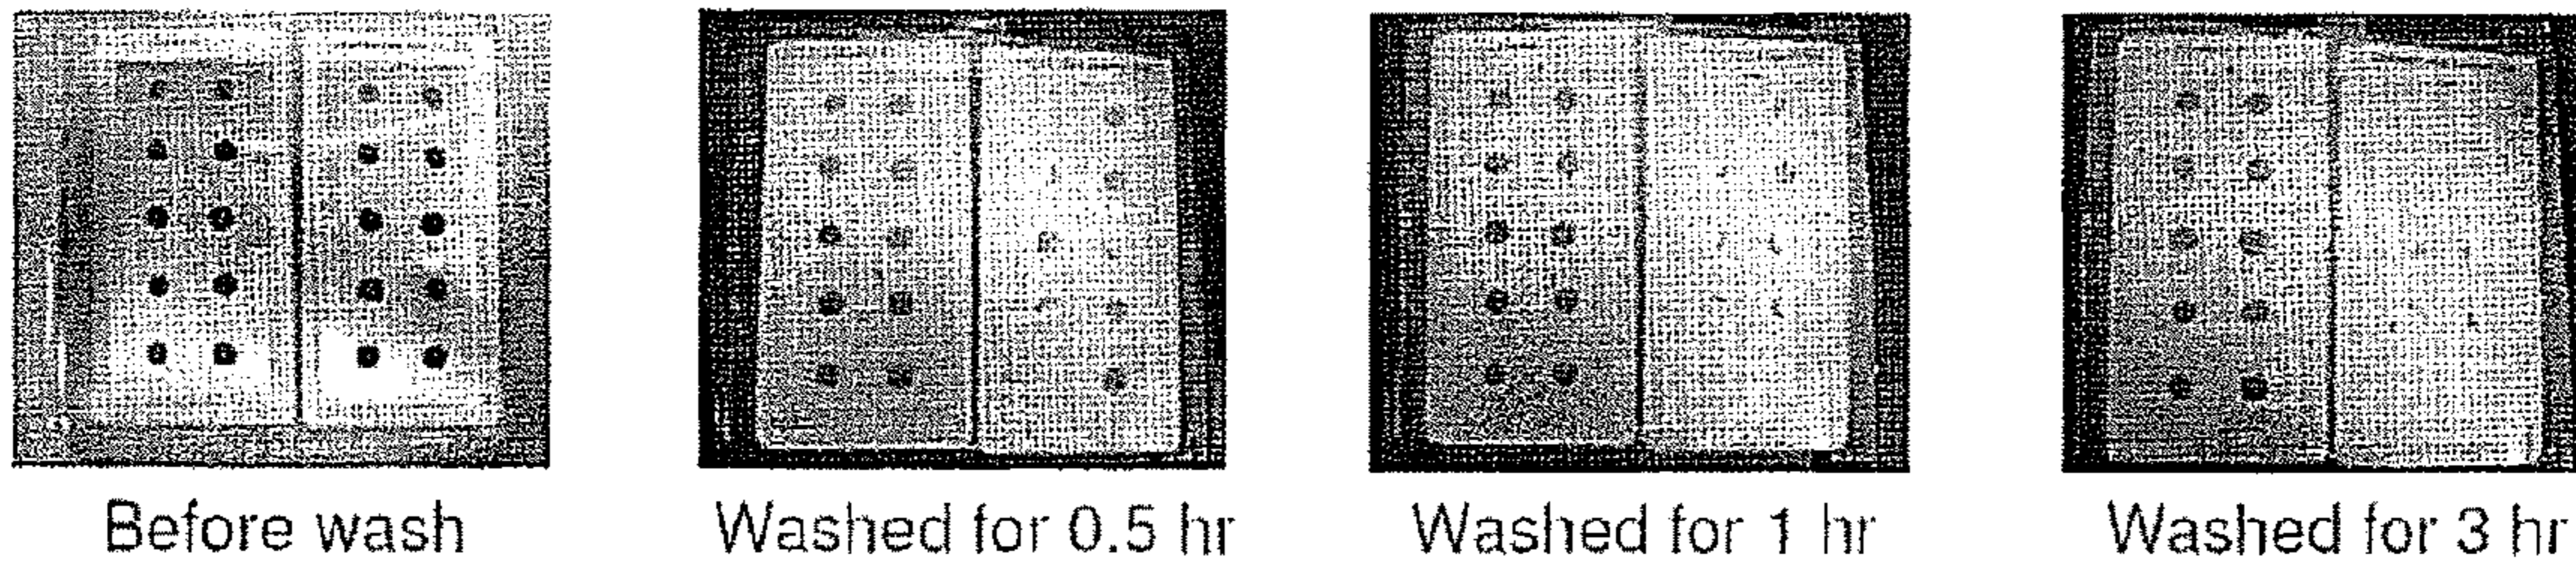 Before wash
Washed for 0.5 hr
Washed for 1 hr
Washed for 3 hr